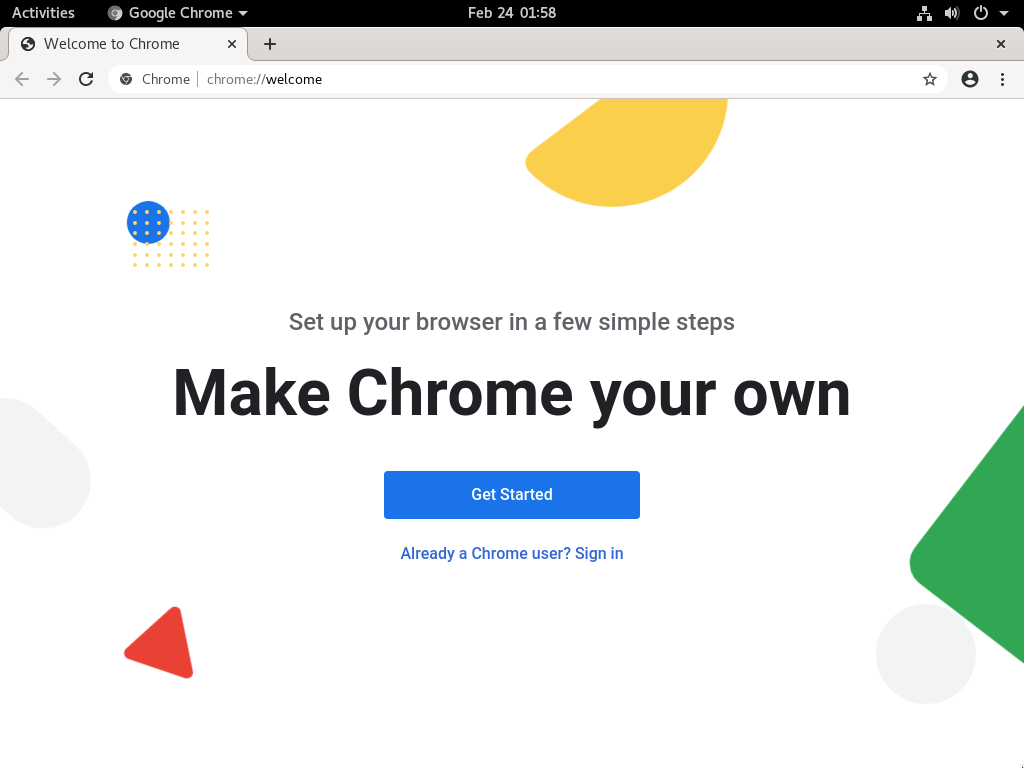 Activities Google Chrome Feb 24 01:58
Welcome to Chrome
Chrome chrome://welcome
Set up your browser in a few simple steps
Make Chrome your own
Get Started
Already a Chrome user? Sign in